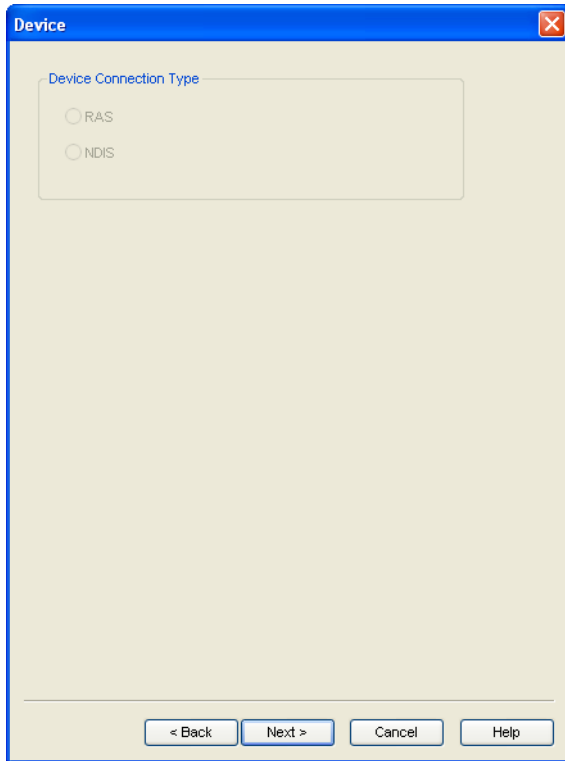 Device
Device Connection Type
RAS
NDIS
< Back Next > Cancel Help